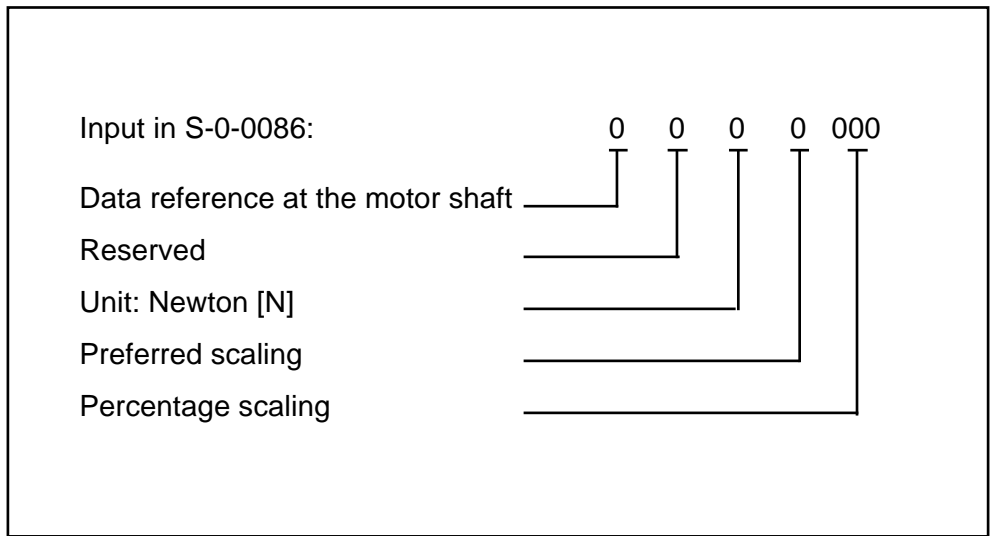 Input in S-0-0086: 0 0 0 0 000
Data reference at the motor shaft
Reserved
Unit: Newton [N]
Preferred scaling
Percentage scaling